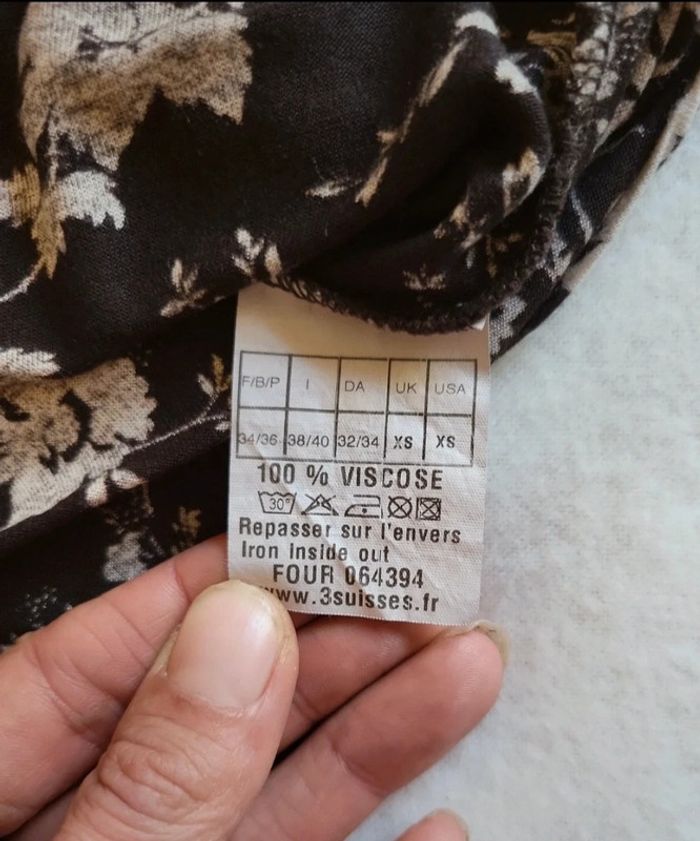 F/B/P I DA UK USA
34/36 38/40 32/34 XS XS
100 % VISCOSE
30°
Repasser sur l'envers
Iron inside out
FOUR 064394
www.3suisses.fr